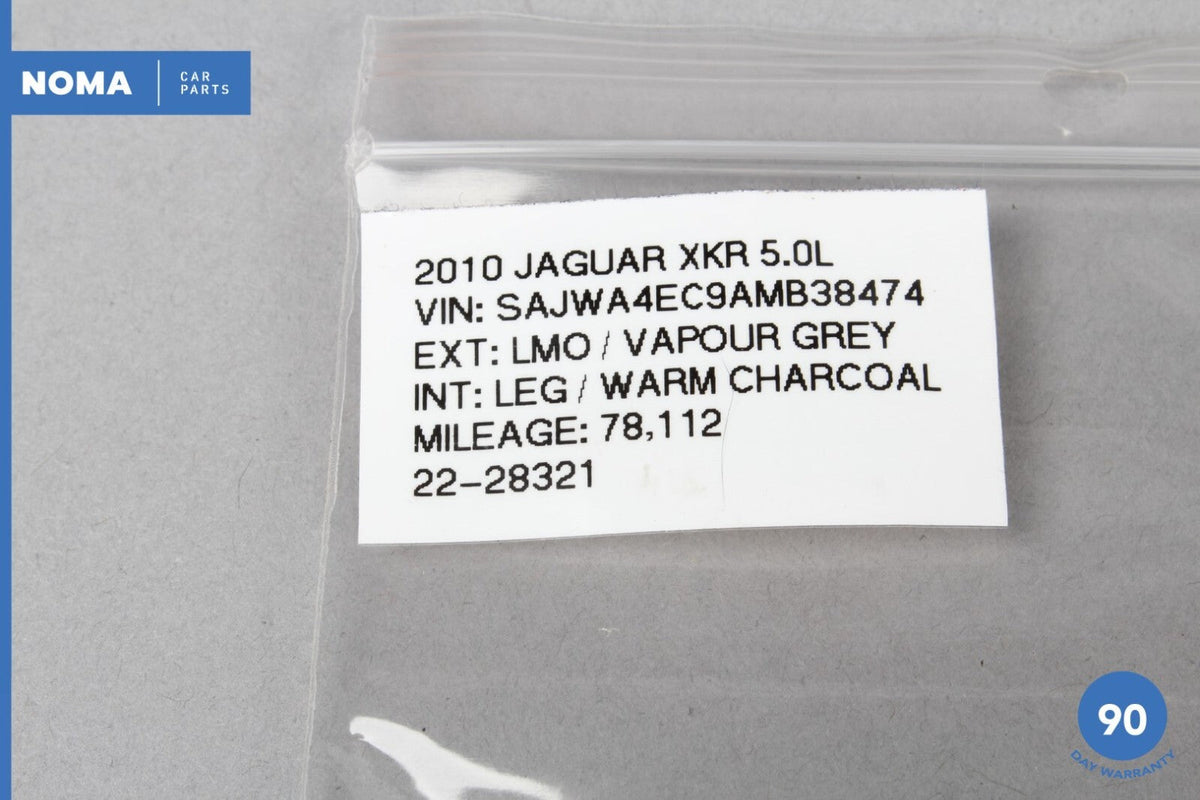 NOMA
CAR
PARTS
2010 JAGUAR XKR 5.0L
VIN: SAJWA4EC9AMB38474
EXT: LMO / VAPOUR GREY
INT: LEG / WARM CHARCOAL
MILEAGE: 78,112
22-28321
90
DAY WARRANTY